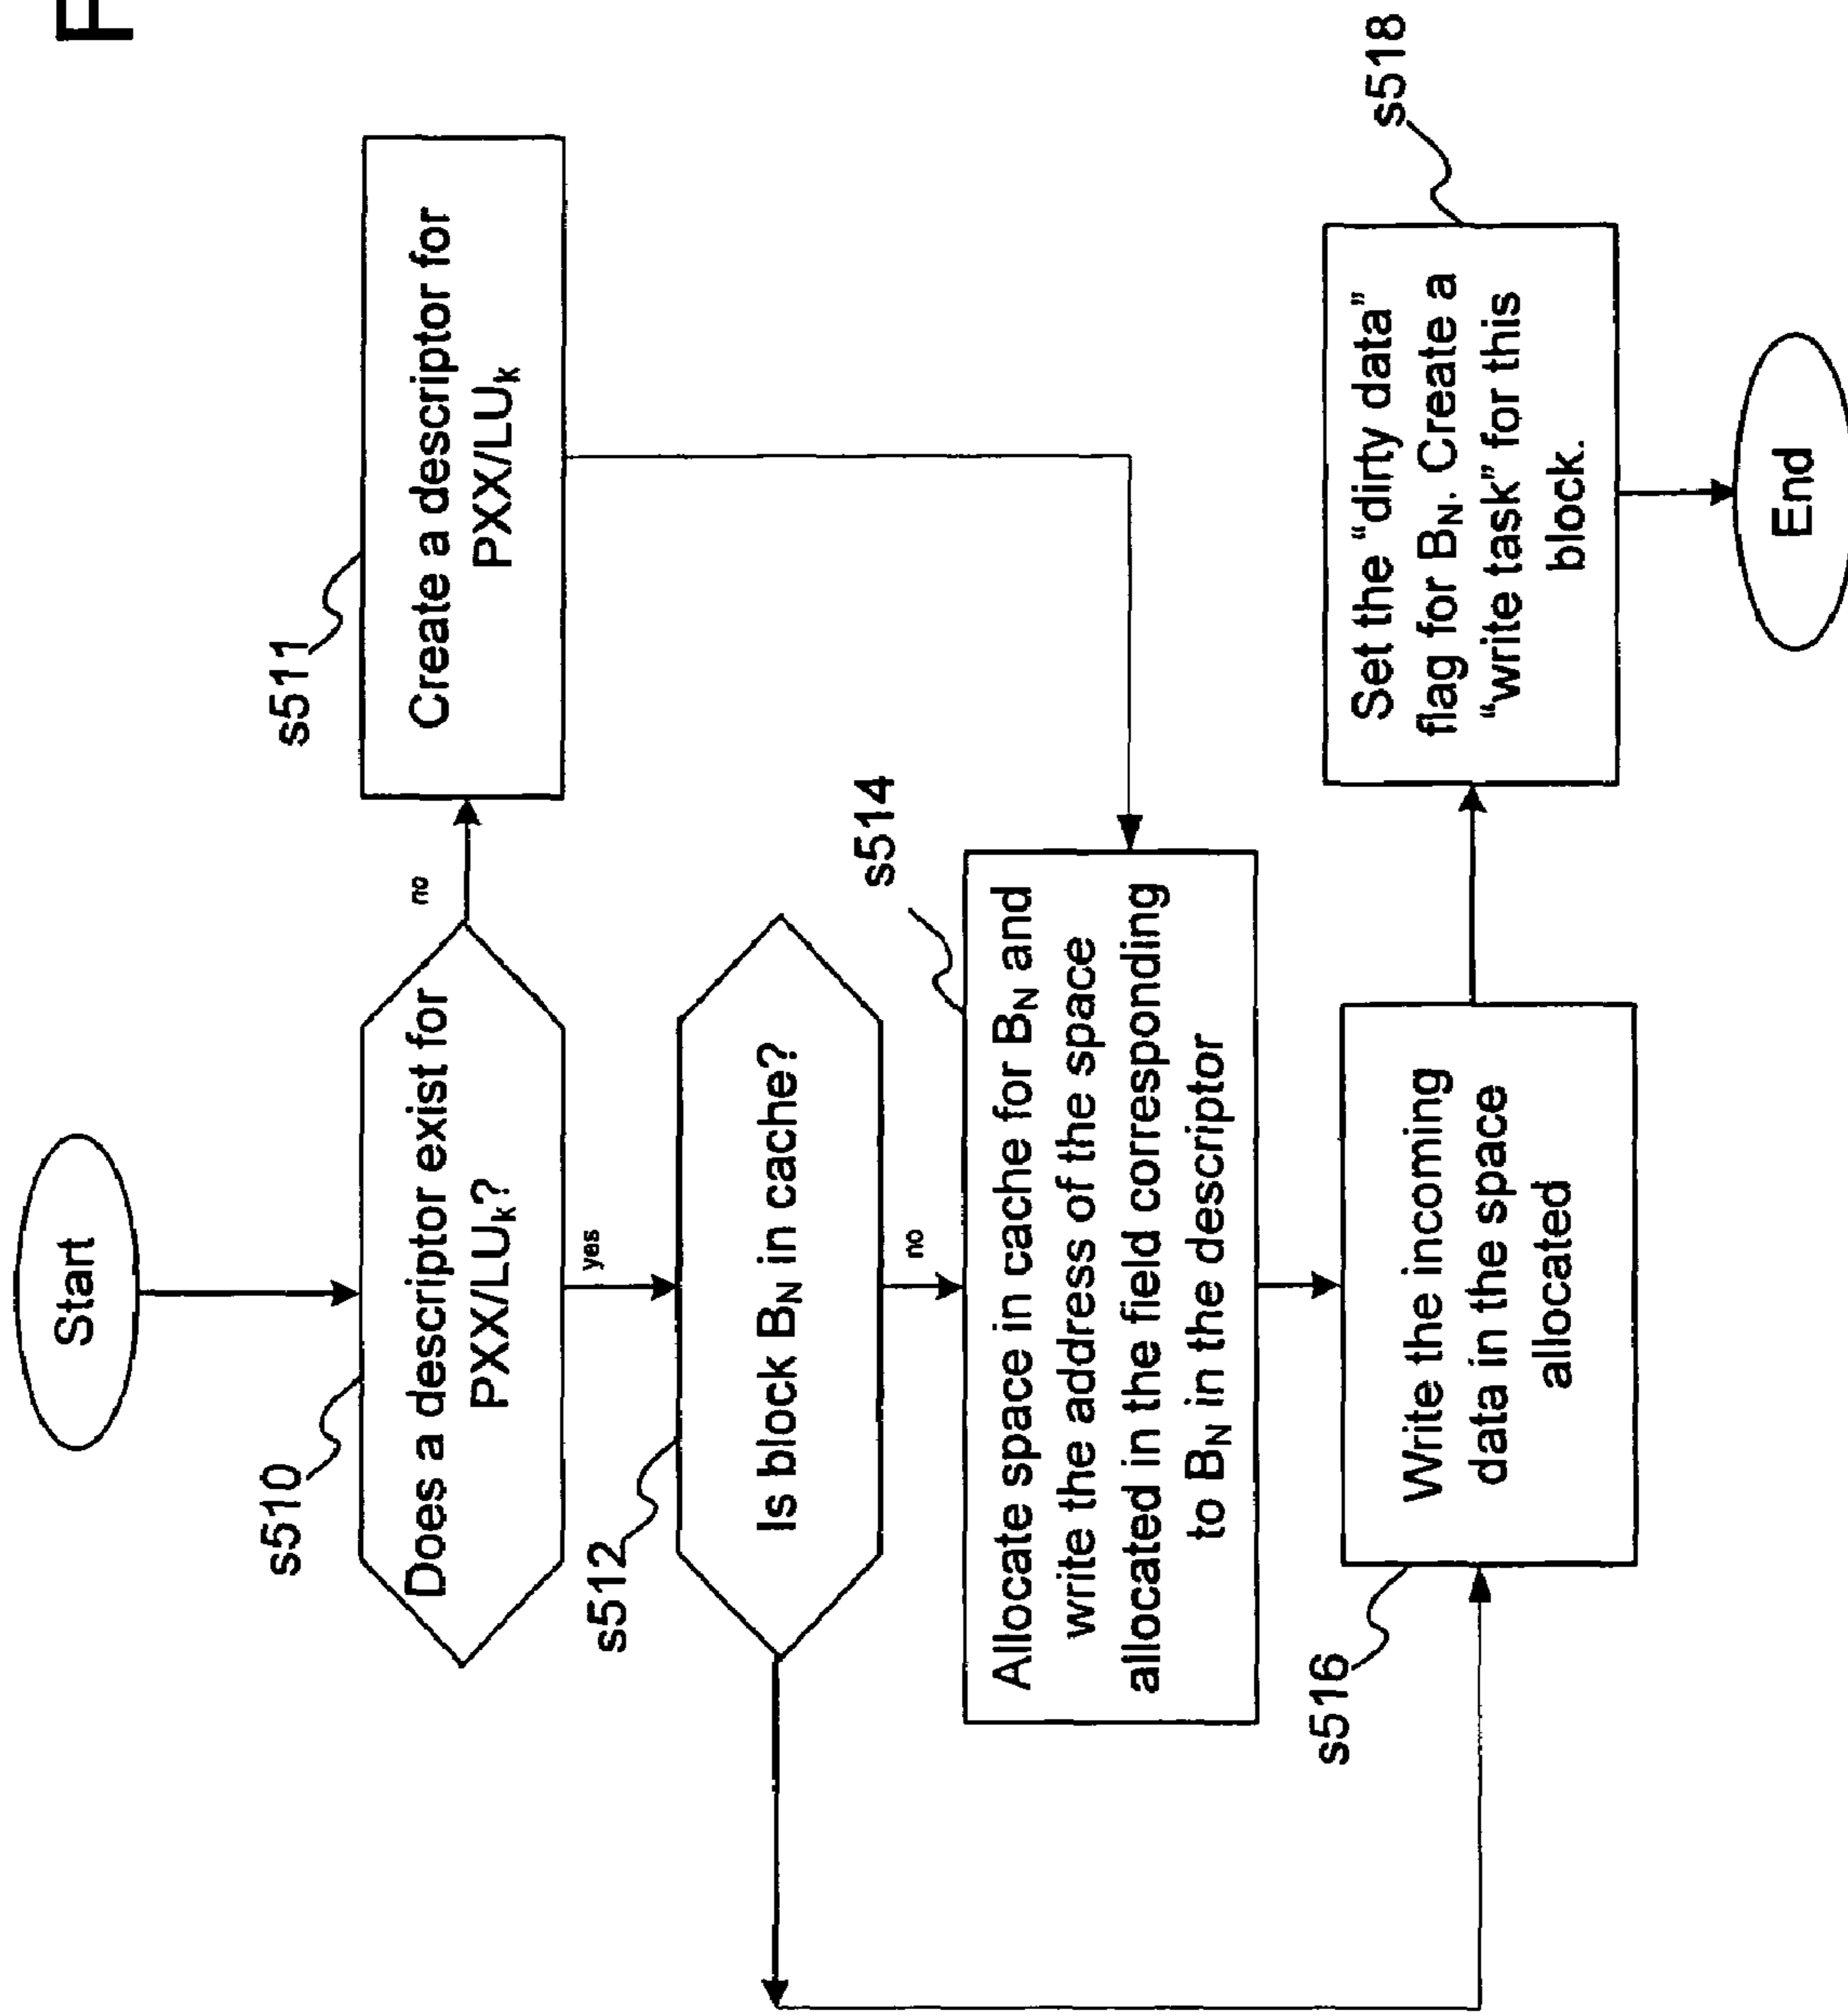 F
Start
s510
Does a descriptor exist for
PXX/LUk?
no
s511
Create a descriptor for
PXX/LUk
yes
s512
Is block BN in cache?
no
s514
Allocate space in cache for BN and
write the address of the space
allocated in the field corresponding
to BN in the descriptor
s516
Write the incoming
data in the space
allocated
s518
Set the “dirty data”
flag for BN. Create a
“write task” for this
block.
End